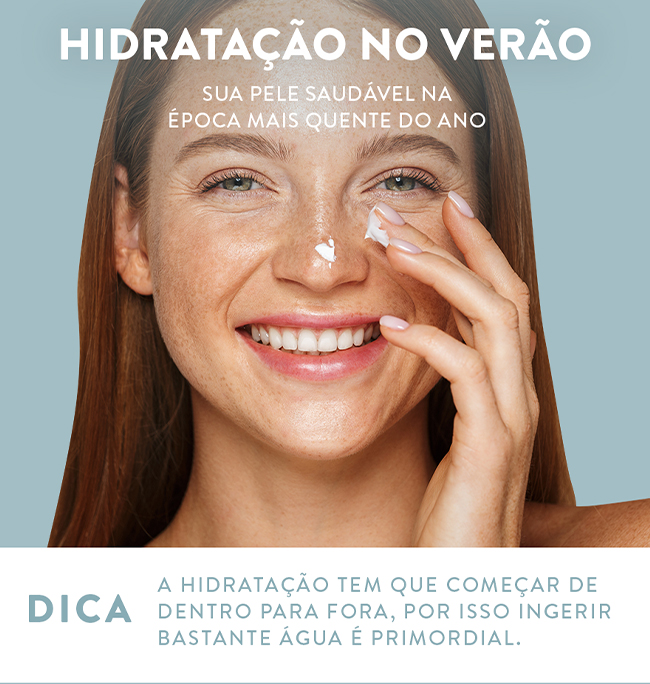 HIDRATAÇÃO NO VERÃO
SUA PELE SAUDÁVEL NA
ÉPOCA MAIS QUENTE DO ANO
DICA
A HIDRATAÇÃO TEM QUE COMEÇAR DE
DENTRO PARA FORA, POR ISSO INGERIR
BASTANTE ÁGUA É PRIMORDIAL.